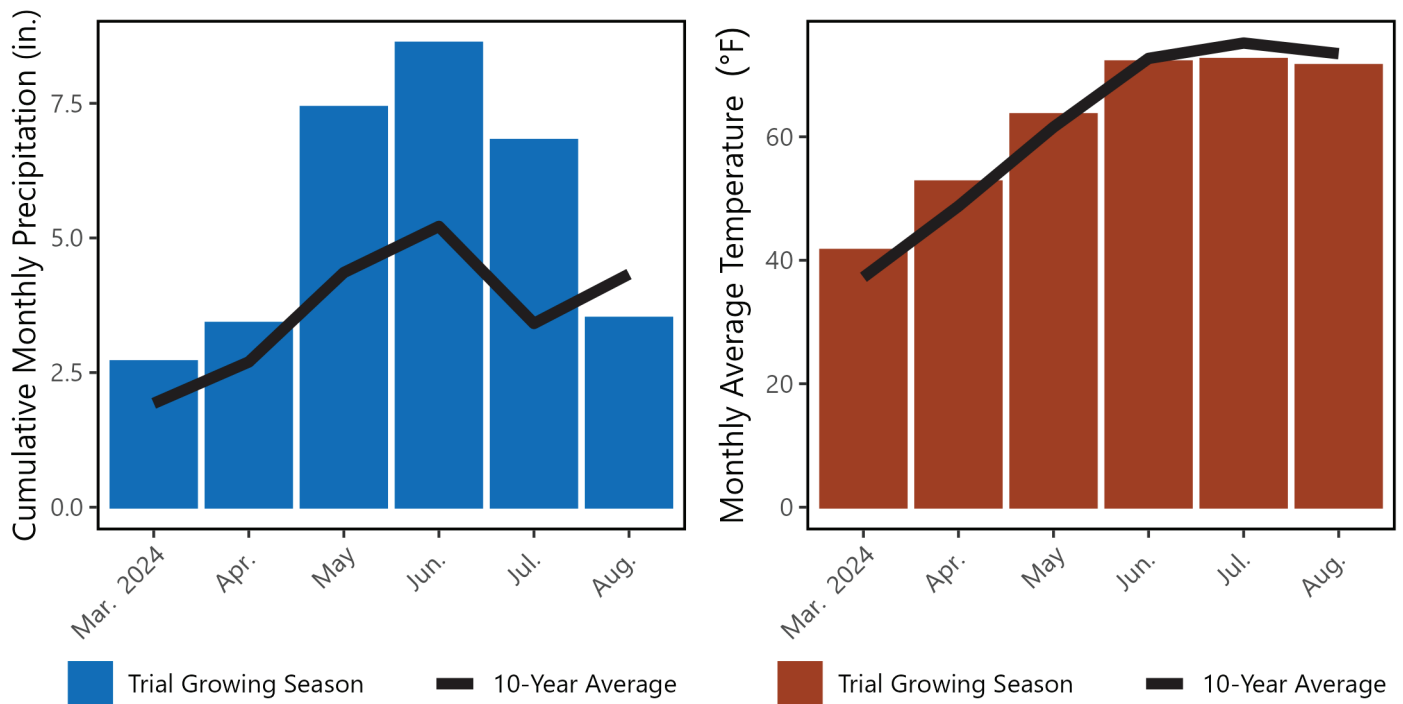 Cumulative Monthly Precipitation (in.)
7.5
5.0
2.5
0.0
Mar. 2024
Apr.
May
Jun.
Jul.
Aug.
Trial Growing Season
10-Year Average
Monthly Average Temperature (°F)
60
40
20
0
Mar. 2024
Apr.
May
Jun.
Jul.
Aug.
Trial Growing Season
10-Year Average